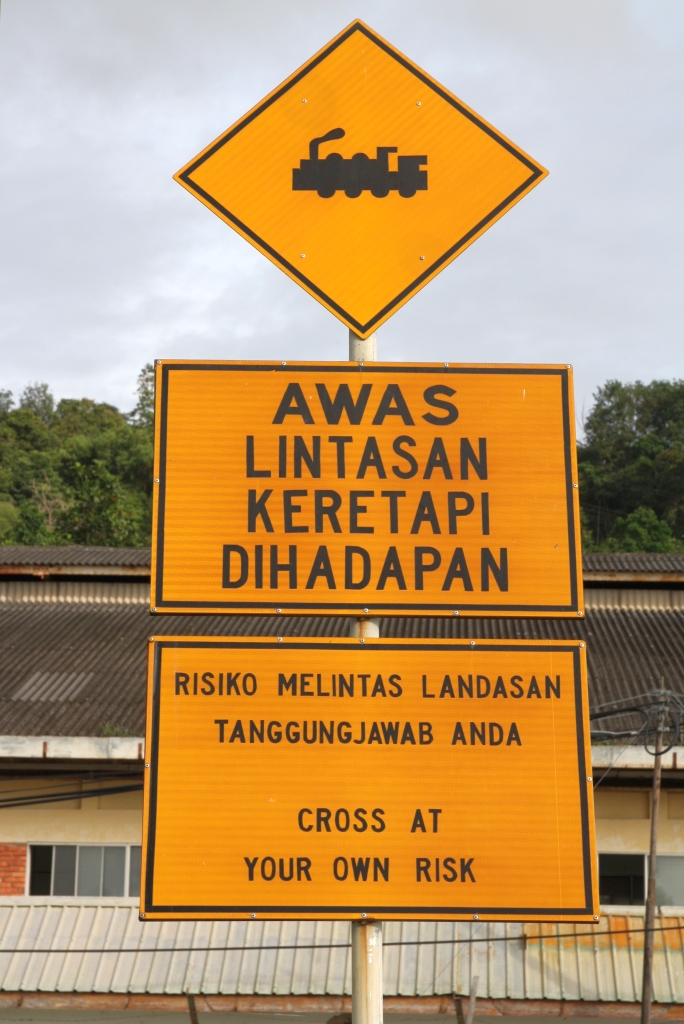 AWAS
LINTASAN
KERETAPI
DIHADAPAN
RISIKO MELINTAS LANDASAN
TANGGUNGJAWAB ANDA
CROSS AT
YOUR OWN RISK